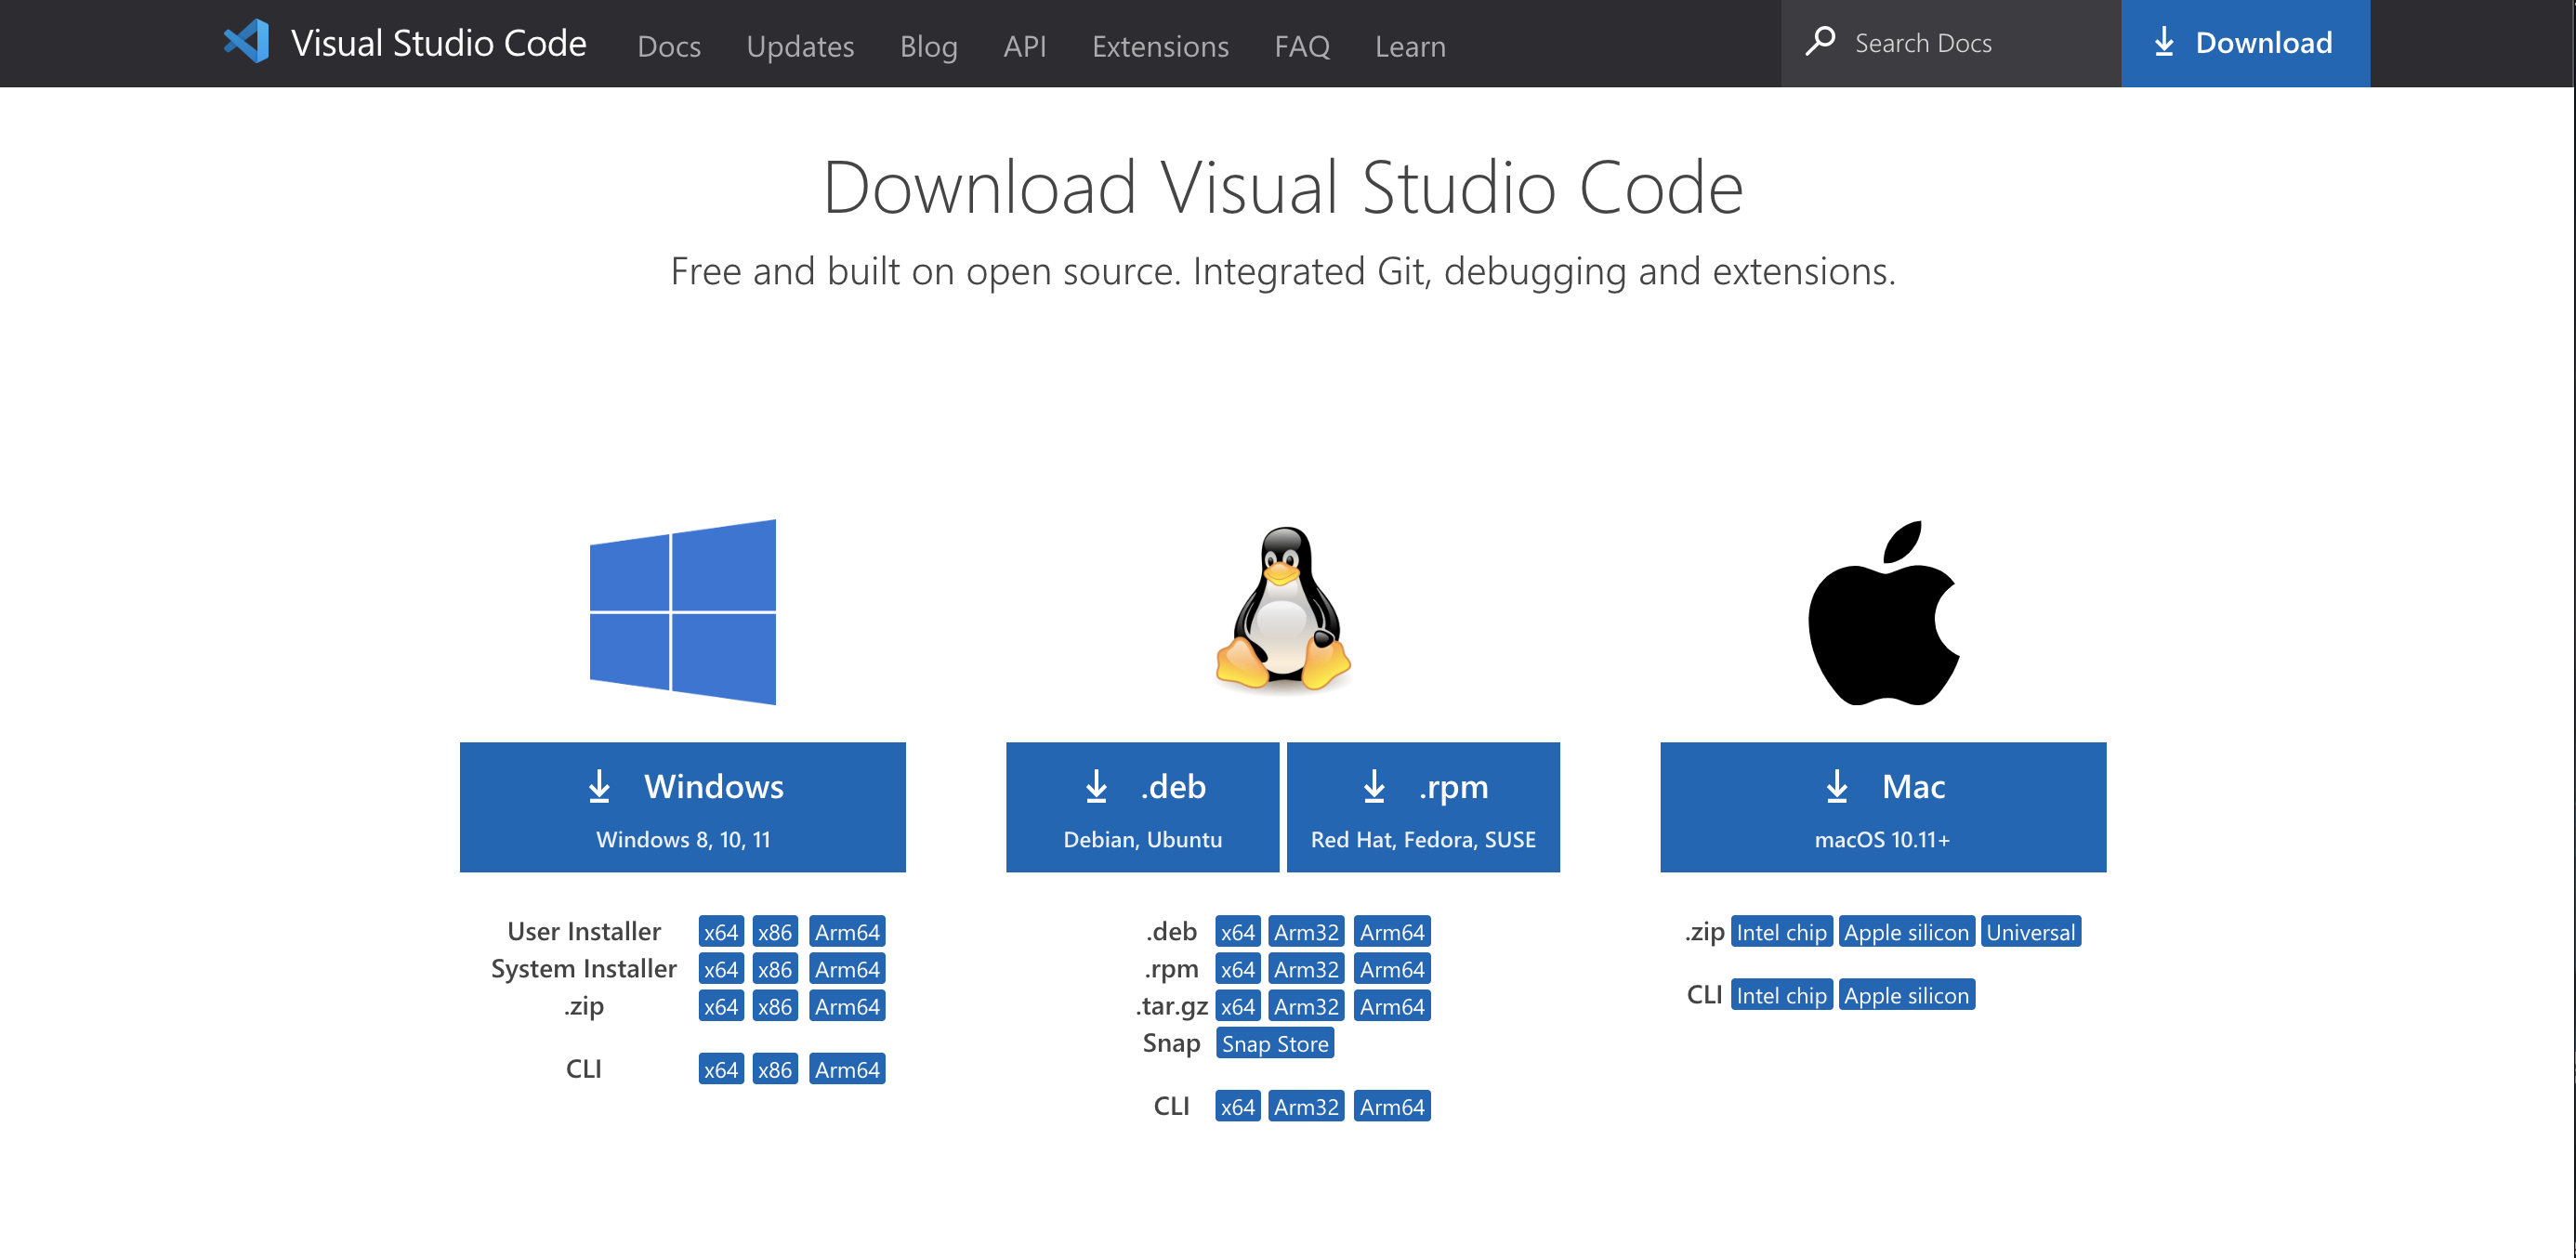 Visual Studio Code Docs Updates Blog API Extensions FAQ Learn Search Docs Download
Download Visual Studio Code
Free and built on open source. Integrated Git, debugging and extensions.
Windows
Windows 8, 10, 11
User Installer x64 x86 Arm64
System Installer x64 x86 Arm64
.zip x64 x86 Arm64
CLI x64 x86 Arm64
.deb
Debian, Ubuntu
.rpm
Red Hat, Fedora, SUSE
.deb x64 Arm32 Arm64
.rpm x64 Arm32 Arm64
.tar.gz x64 Arm32 Arm64
Snap Snap Store
CLI x64 Arm32 Arm64
Mac
macOS 10.11+
.zip Intel chip Apple silicon Universal
CLI Intel chip Apple silicon